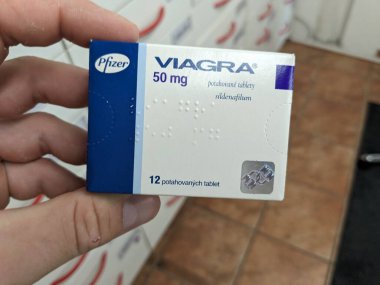 Pfizer
VIAGRA®
50 mg
potahované tablety
sildenafilum
12 potahovaných tablet